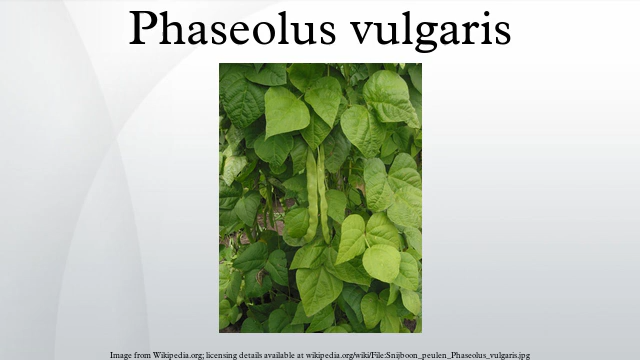 Phaseolus vulgaris
Image from Wikipedia.org; licensing details available at wikipedia.org/wiki/File:Snijboon_peulen_Phaseolus_vulgaris.jpg